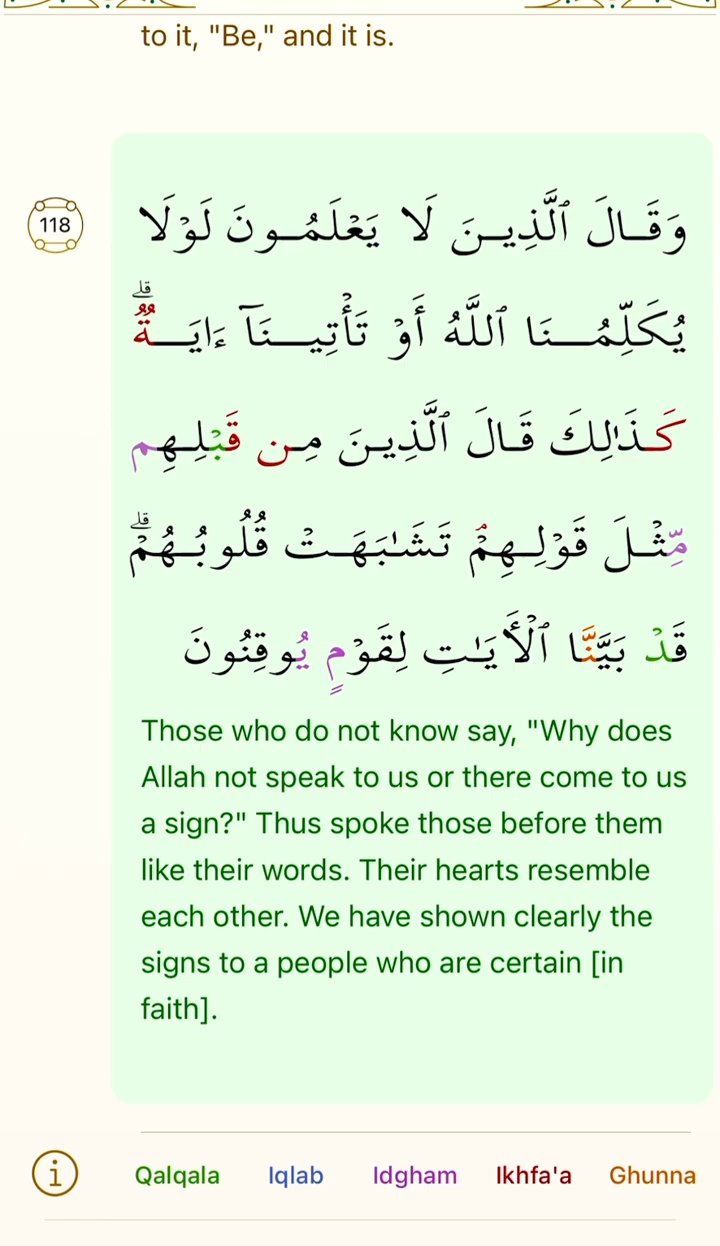 to it, "Be," and it is.
118
وَقَالَ ٱلَّذِينَ لَا يَعْلَمُونَ لَوْلَا
يُكَلِّمُنَا ٱللَّهُ أَوْ تَأْتِينَآ ءَايَةٌۭ ۗ
كَذَٰلِكَ قَالَ ٱلَّذِينَ مِن قَبْلِهِم
مِّثْلَ قَوْلِهِمْ ۘ تَشَـٰبَهَتْ قُلُوبُهُمْ ۗ
قَدْ بَيَّنَّا ٱلْـَٔايَـٰتِ لِقَوْمٍۢ يُوقِنُونَ
Those who do not know say, "Why does
Allah not speak to us or there come to us
a sign?" Thus spoke those before them
like their words. Their hearts resemble
each other. We have shown clearly the
signs to a people who are certain [in
faith].
Qalqala Iqlab Idgham Ikhfa'a Ghunna